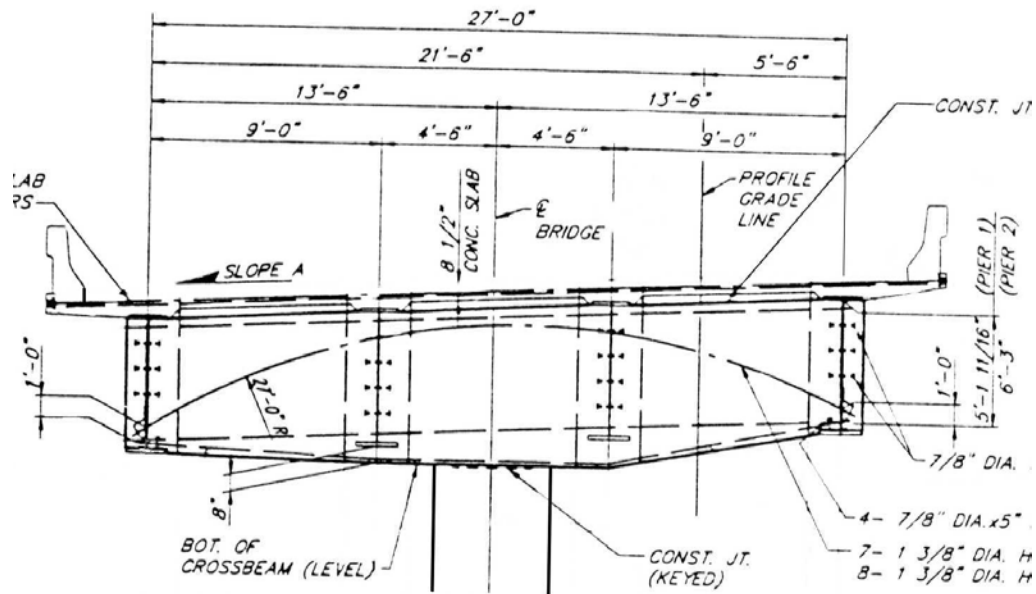 27'-0"
21'-6"
5'-6"
13'-6"
13'-6"
CONST. JT.
9'-0"
4'-6"
4'-6"
9'-0"
LAB
RS
8 1/2"
CONC. SLAB
℄
BRIDGE
PROFILE
GRADE
LINE
SLOPE A
5'-1 11/16" (PIER 1)
6'-3" (PIER 2)
1'-0"
1'-0"
27'-0" R
7/8" DIA.
8"
4- 7/8" DIA.x5"
BOT. OF
CROSSBEAM (LEVEL)
CONST. JT.
(KEYED)
7- 1 3/8" DIA. H
8- 1 3/8" DIA. H